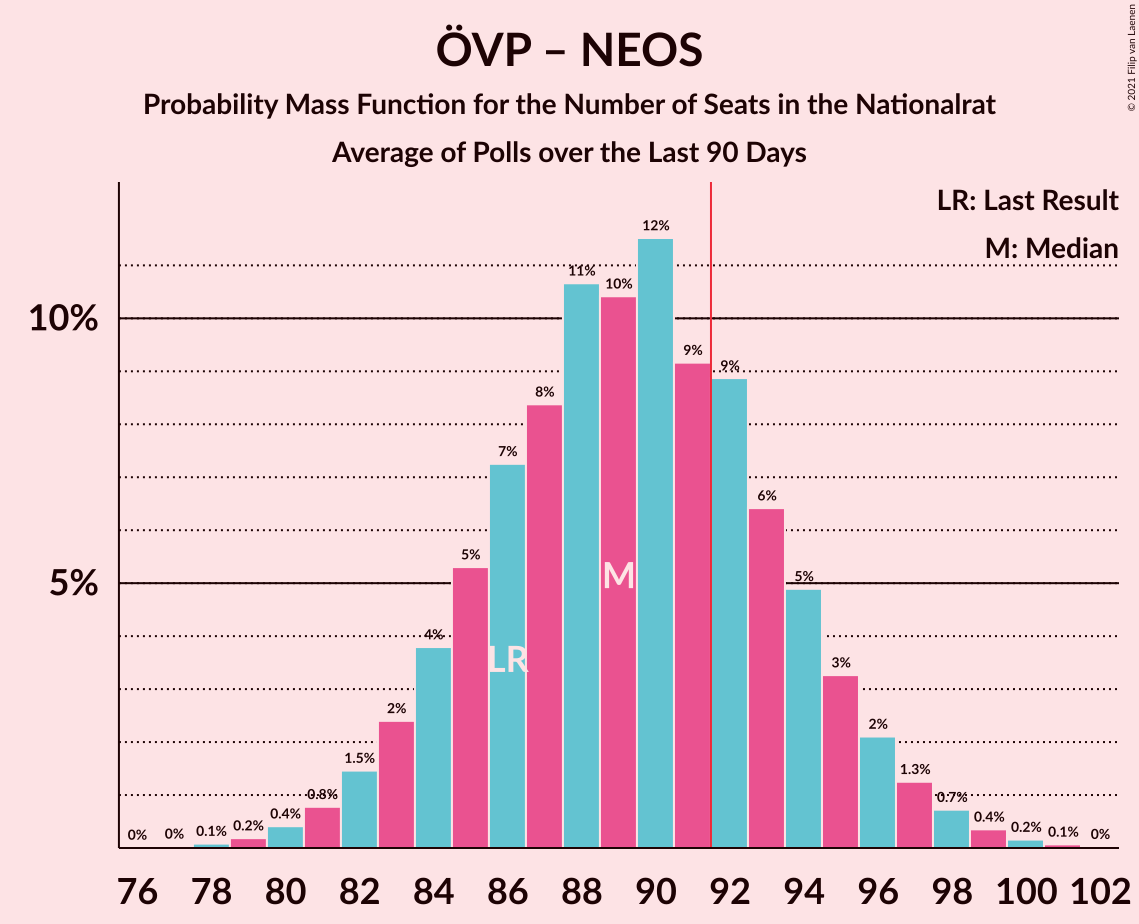 ÖVP – NEOS
Probability Mass Function for the Number of Seats in the Nationalrat
Average of Polls over the Last 90 Days
© 2021 Filip van Laenen
LR: Last Result
M: Median
10%
5%
0% 0% 0.1% 0.2% 0.4% 0.8% 1.5% 2% 4% 5% 7% 8% 11% 10% 12% 9% 9% 6% 5% 3% 2% 1.3% 0.7% 0.4% 0.2% 0.1% 0%
M
LR
76 78 80 82 84 86 88 90 92 94 96 98 100 102